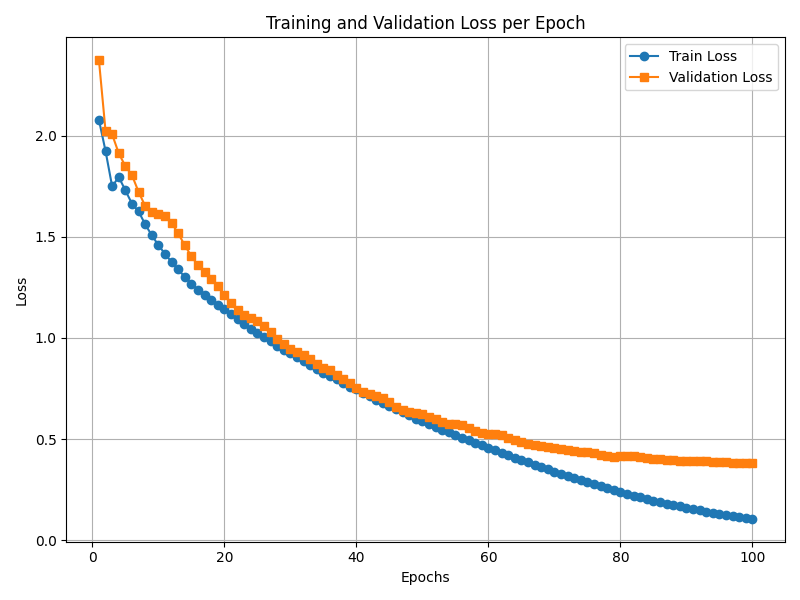 Training and Validation Loss per Epoch
Train Loss
Validation Loss
2.0
1.5
1.0
0.5
0.0
Loss
0 20 40 60 80 100
Epochs